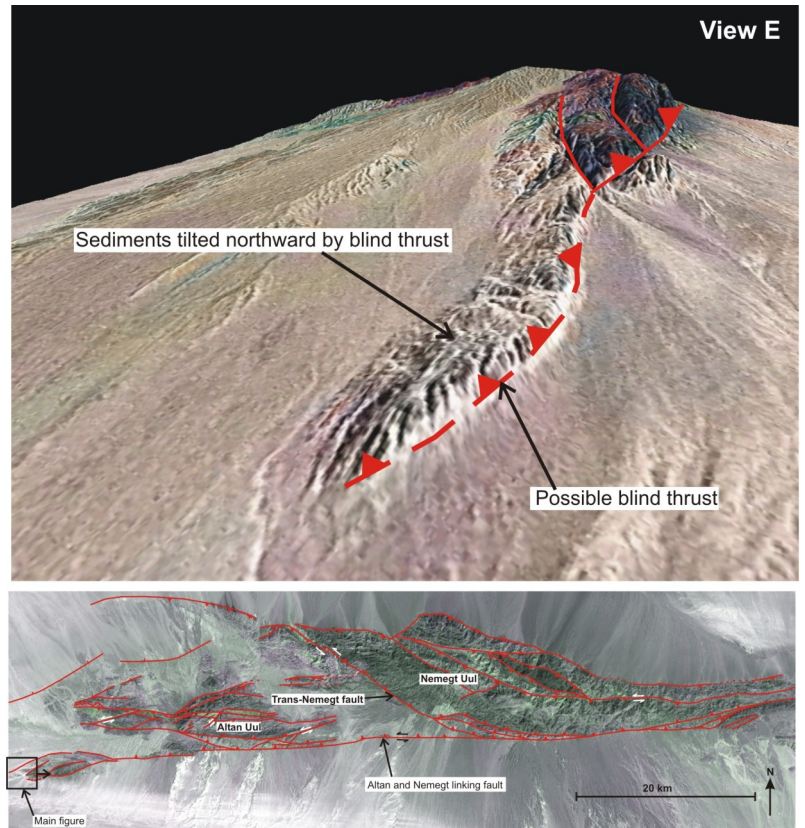 View E
Sediments tilted northward by blind thrust
Possible blind thrust
Nemegt Uul
Trans-Nemegt fault
Altan Uul
Altan and Nemegt linking fault
20 km
N
Main figure